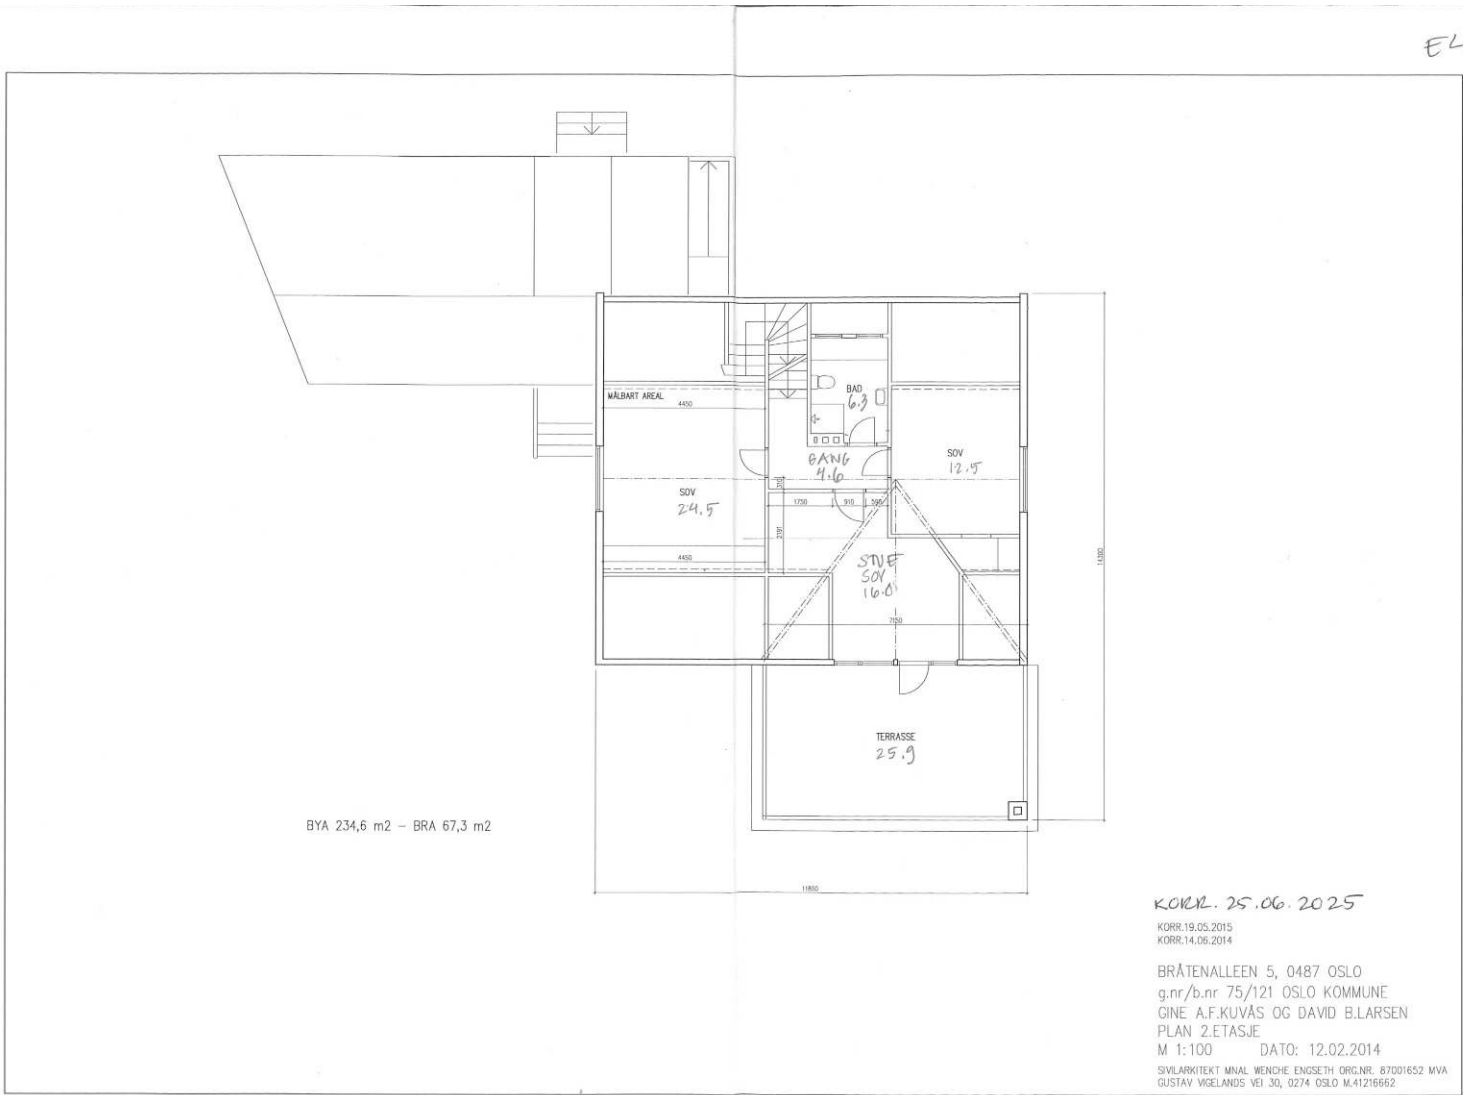 EL
MÅLBART AREAL
4450
BAD
6.3
GANG
4.6
SOV
12.5
SOV
24.5
310
1750
910
590
2191
4450
STUE
SOV
16.0
7150
14300
TERRASSE
25.9
BYA 234,6 m2 - BRA 67,3 m2
11800
KORR. 25.06.2025
KORR.19.05.2015
KORR.14.06.2014
BRÅTENALLEEN 5, 0487 OSLO
g.nr/b.nr 75/121 OSLO KOMMUNE
GINE A.F.KUVÅS OG DAVID B.LARSEN
PLAN 2.ETASJE
M 1:100 DATO: 12.02.2014
SIVILARKITEKT MNAL WENCHE ENGSETH ORG.NR. 87001652 MVA
GUSTAV VIGELANDS VEI 30, 0274 OSLO M.41216662